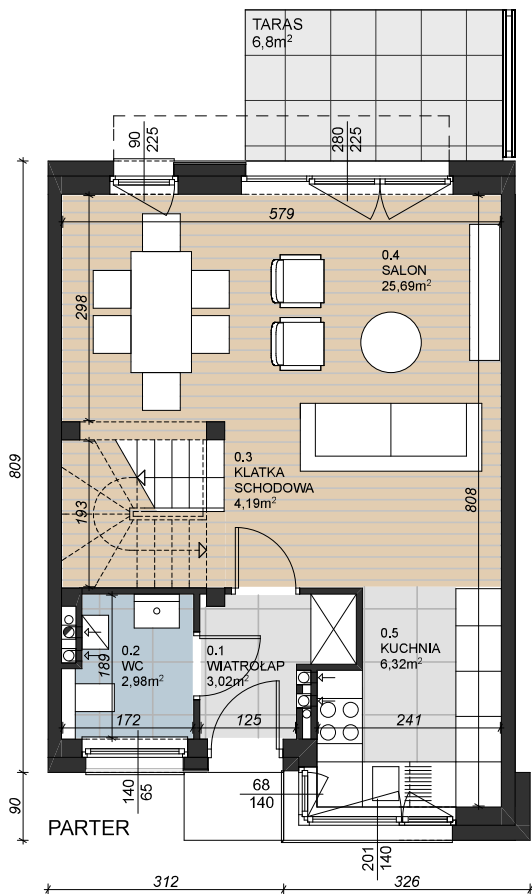 TARAS
6,8m²
90
225
280
225
579
0.4
SALON
25,69m²
298
809
0.3
KLATKA
SCHODOWA
4,19m²
193
808
0.2
WC
2,98m²
189
0.1
WIATROŁAP
3,02m²
0.5
KUCHNIA
6,32m²
172
125
241
140
65
68
140
90
PARTER
201
140
312
326